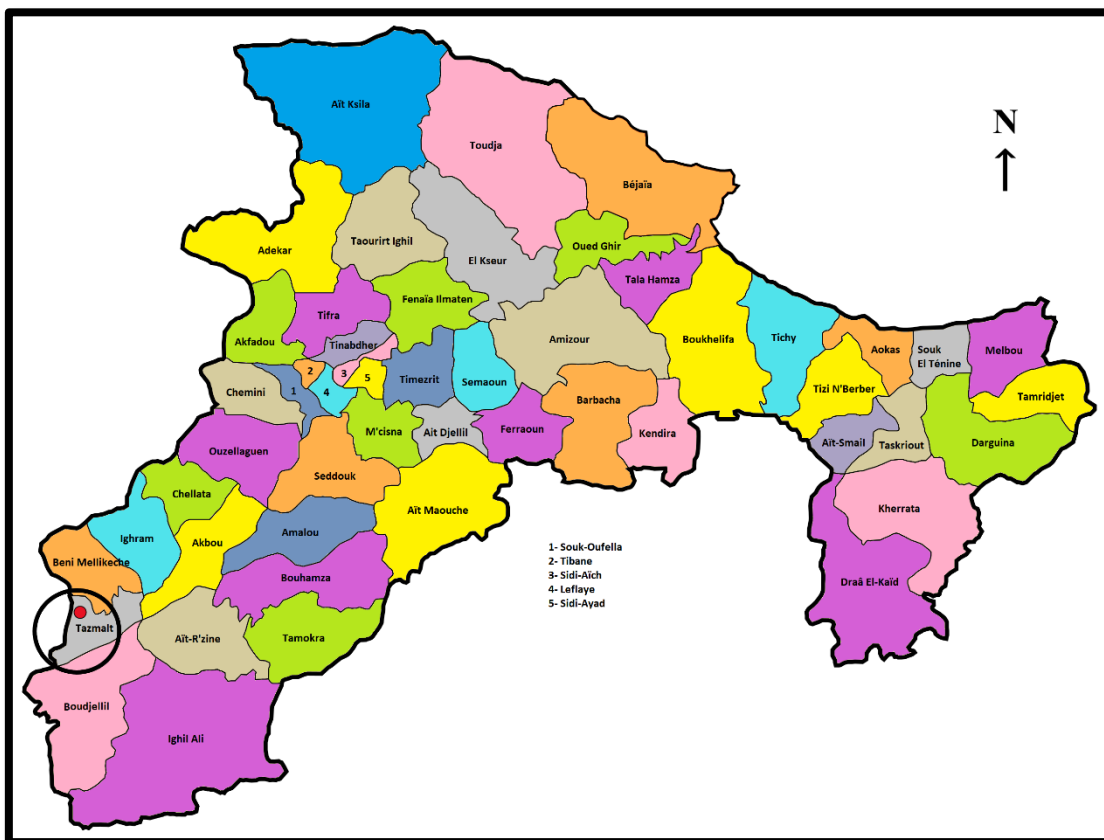 Aït Ksila
Toudja
N
Béjaïa
Adekar
Taourirt Ighil
Oued Ghir
El Kseur
Tala Hamza
Fenaïa Ilmaten
Tifra
Akfadou
Tinabdher
Amizour
Boukhelifa
Tichy
Aokas
Souk
El Ténine
Melbou
2
3
5
Timezrit
Semaoun
1
4
Chemini
Tizi N'Berber
Tamridjet
Barbacha
M'cisna
Ait Djellil
Ferraoun
Kendira
Aït-Smail
Taskriout
Darguina
Ouzellaguen
Seddouk
Chellata
Aït Maouche
Kherrata
Ighram
Akbou
Amalou
Beni Mellikeche
Bouhamza
1- Souk-Oufella
2- Tibane
3- Sidi-Aïch
4- Leflaye
5- Sidi-Ayad
Draâ El-Kaïd
Tazmalt
Aït-R'zine
Tamokra
Boudjellil
Ighil Ali